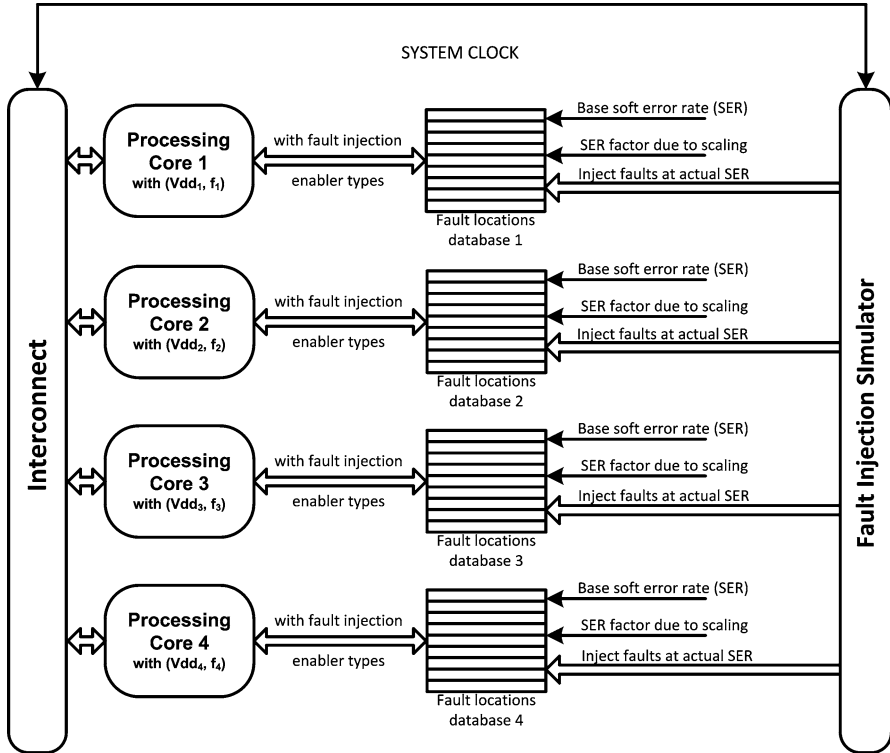 SYSTEM CLOCK
Interconnect
Processing
Core 1
with (Vdd₁, f₁)
with fault injection
enabler types
Fault locations
database 1
Base soft error rate (SER)
SER factor due to scaling
Inject faults at actual SER
Processing
Core 2
with (Vdd₂, f₂)
with fault injection
enabler types
Fault locations
database 2
Base soft error rate (SER)
SER factor due to scaling
Inject faults at actual SER
Processing
Core 3
with (Vdd₃, f₃)
with fault injection
enabler types
Fault locations
database 3
Base soft error rate (SER)
SER factor due to scaling
Inject faults at actual SER
Processing
Core 4
with (Vdd₄, f₄)
with fault injection
enabler types
Fault locations
database 4
Base soft error rate (SER)
SER factor due to scaling
Inject faults at actual SER
Fault Injection SImulator